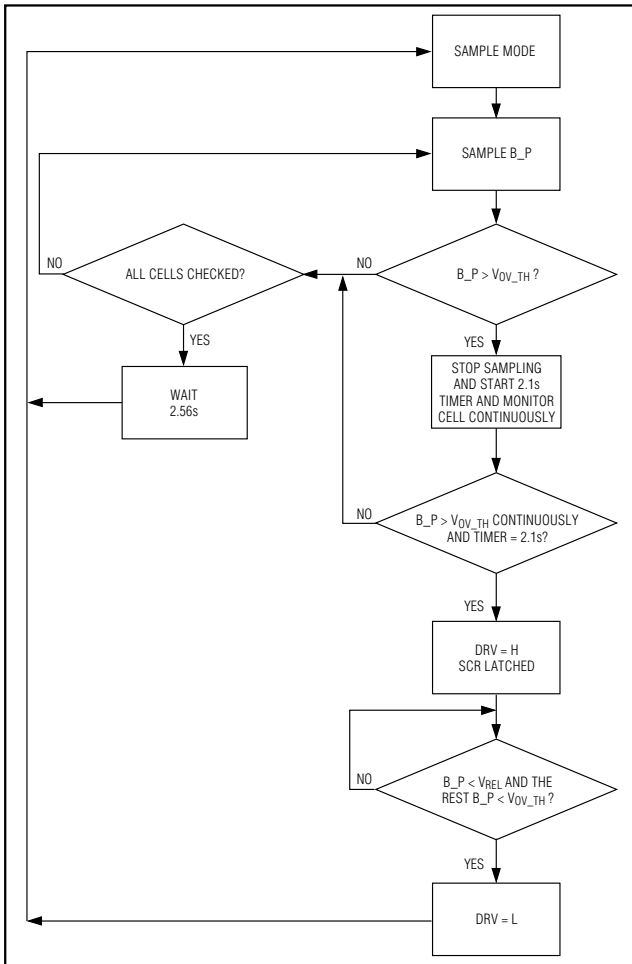 SAMPLE MODE
SAMPLE B_P
NO
ALL CELLS CHECKED?
NO
B_P > VOV_TH ?
YES
WAIT
2.56s
YES
STOP SAMPLING
AND START 2.1s
TIMER AND MONITOR
CELL CONTINUOUSLY
NO
B_P > VOV_TH CONTINUOUSLY
AND TIMER = 2.1s?
YES
DRV = H
SCR LATCHED
NO
B_P < VREL AND THE
REST B_P < VOV_TH ?
YES
DRV = L